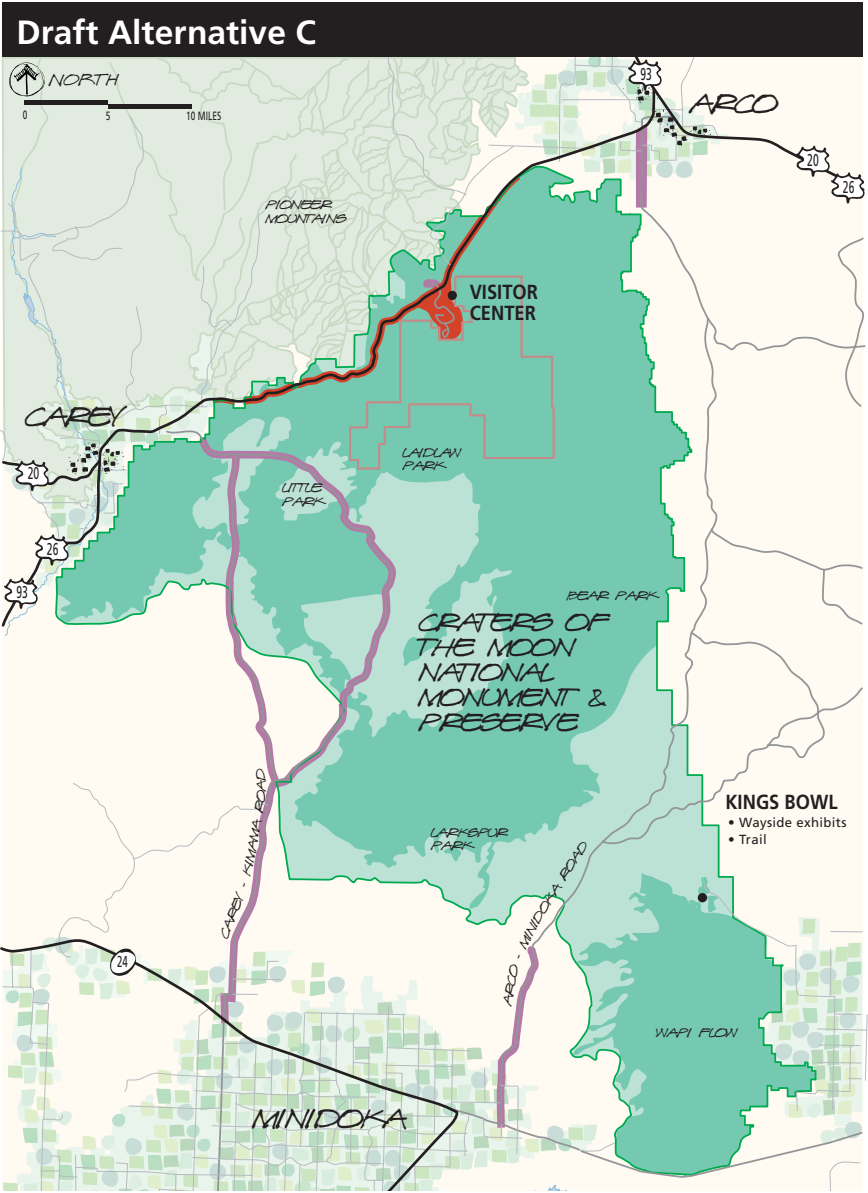 Draft Alternative C
NORTH
0 5 10 MILES
93
ARCO
20
26
PIONEER
MOUNTAINS
VISITOR
CENTER
CAREY
20
26
93
LAIDLAN
PARK
LITTLE
PARK
BEAR PARK
CRATERS OF
THE MOON
NATIONAL
MONUMENT &
PRESERVE
KINGS BOWL
• Wayside exhibits
• Trail
LARKSPUR
PARK
CAREY - KIMAMA ROAD
ARCO - MINIDOKA ROAD
24
WAPI FLOW
MINIDOKA